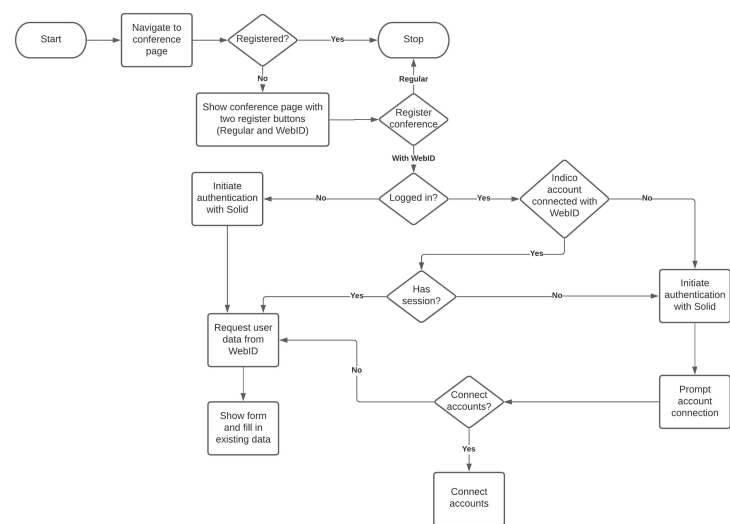 Start
Navigate to
conference
page
Registered?
Yes
Stop
No
Regular
Show conference page with
two register buttons
(Regular and WebID)
Register
conference
With WebID
Initiate
authentication
with Solid
No
Logged in?
Yes
Indico
account
connected with
WebID
No
Yes
Has
session?
Yes
No
Initiate
authentication
with Solid
Request user
data from
WebID
No
Connect
accounts?
Prompt
account
connection
Show form
and fill in
existing data
Yes
Connect
accounts